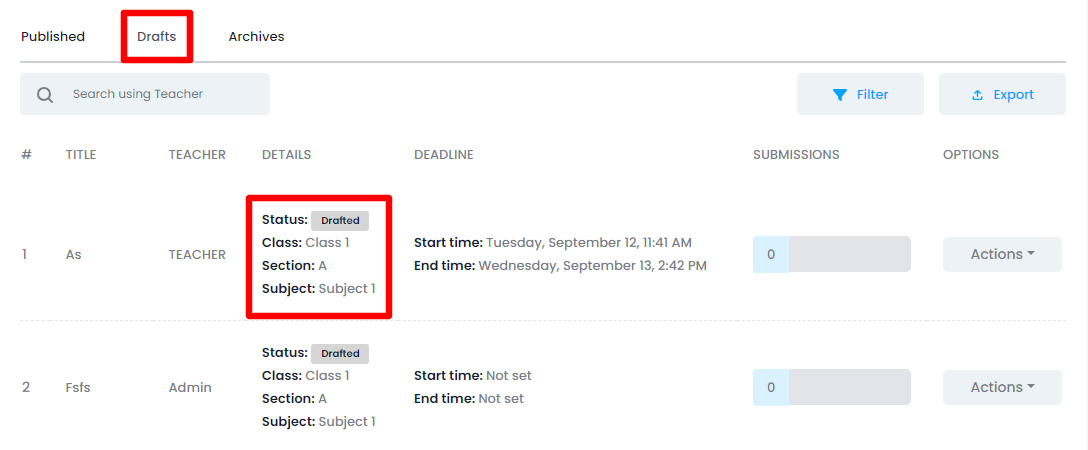 Published Drafts Archives
Search using Teacher Filter Export
# TITLE TEACHER DETAILS DEADLINE SUBMISSIONS OPTIONS
Status: Drafted
Class: Class 1 Start time: Tuesday, September 12, 11:41 AM
1 As TEACHER 0 Actions
Section: A End time: Wednesday, September 13, 2:42 PM
Subject: Subject 1
Status: Drafted
Class: Class 1 Start time: Not set
2 Fsfs Admin 0 Actions
Section: A End time: Not set
Subject: Subject 1